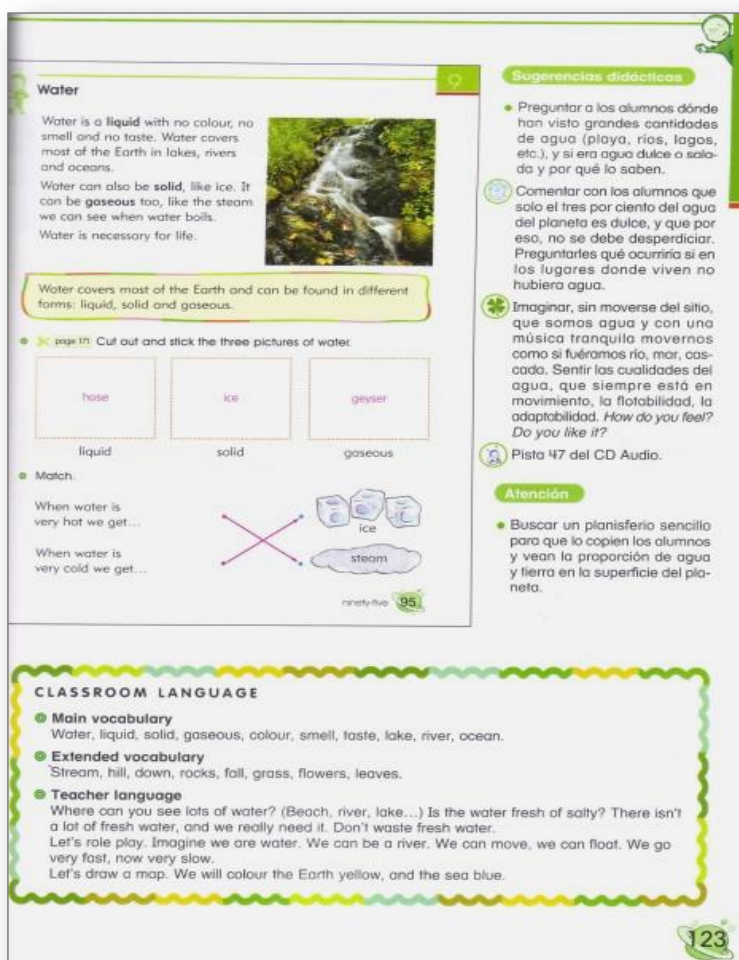 9
Water
Water is a liquid with no colour, no
smell and no taste. Water covers
most of the Earth in lakes, rivers
and oceans.
Water can also be solid, like ice. It
can be gaseous too, like the steam
we can see when water boils.
Water is necessary for life.
Water covers most of the Earth and can be found in different
forms: liquid, solid and gaseous.
page 171 Cut out and stick the three pictures of water.
hose
ice
geyser
liquid
solid
gaseous
Match.
When water is
very hot we get...
When water is
very cold we get...
ice
steam
ninety-five 95
Sugerencias didácticas
Preguntar a los alumnos dónde
han visto grandes cantidades
de agua (playa, ríos, lagos,
etc.), y si era agua dulce o sala-
da y por qué lo saben.
Comentar con los alumnos que
solo el tres por ciento del agua
del planeta es dulce, y que por
eso, no se debe desperdiciar.
Preguntarles qué ocurriría si en
los lugares donde viven no
hubiera agua.
Imaginar, sin moverse del sitio,
que somos agua y con una
música tranquila movernos
como si fuéramos río, mar, cas-
cada. Sentir las cualidades del
agua, que siempre está en
movimiento, la flotabilidad, la
adaptabilidad. How do you feel?
Do you like it?
Pista 47 del CD Audio.
Atención
Buscar un planisferio sencillo
para que lo copien los alumnos
y vean la proporción de agua
y tierra en la superficie del pla-
neta.
CLASSROOM LANGUAGE
Main vocabulary
Water, liquid, solid, gaseous, colour, smell, taste, lake, river, ocean.
Extended vocabulary
Stream, hill, down, rocks, fall, grass, flowers, leaves.
Teacher language
Where can you see lots of water? (Beach, river, lake...) Is the water fresh of salty? There isn't
a lot of fresh water, and we really need it. Don't waste fresh water.
Let's role play. Imagine we are water. We can be a river. We can move, we can float. We go
very fast, now very slow.
Let's draw a map. We will colour the Earth yellow, and the sea blue.
123